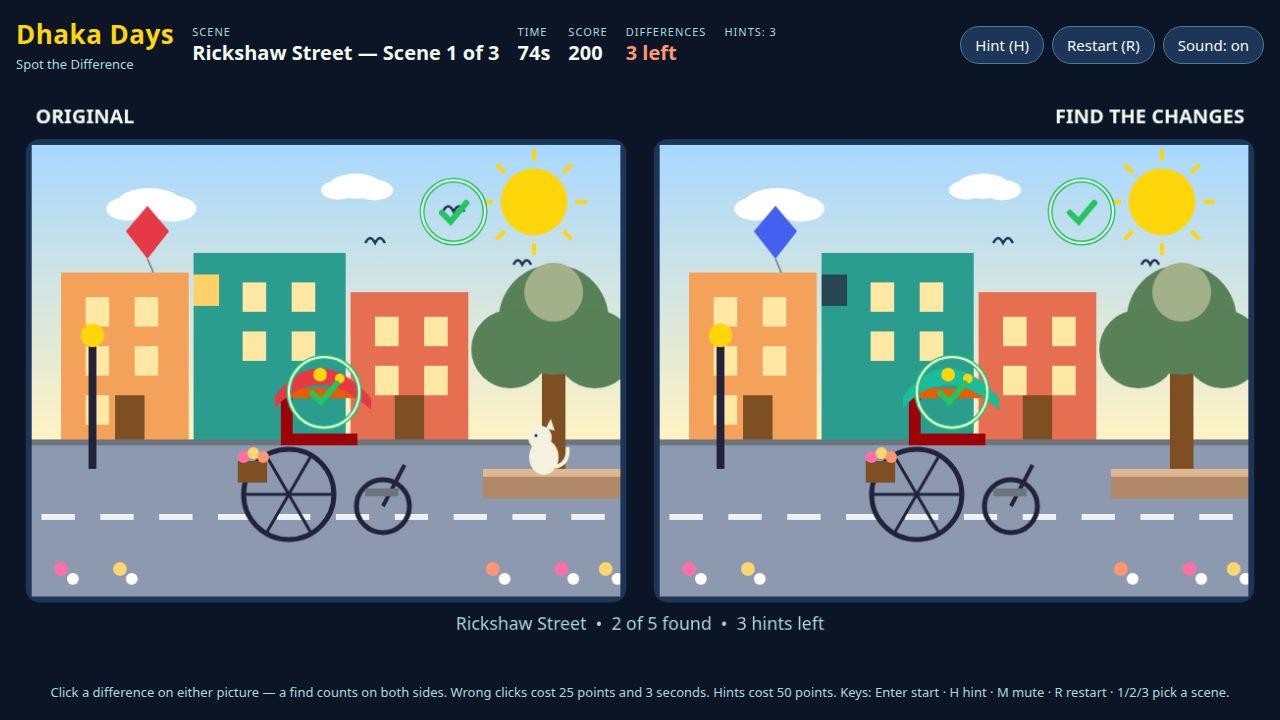 Dhaka Days
Spot the Difference
SCENE
Rickshaw Street — Scene 1 of 3
TIME
74s
SCORE
200
DIFFERENCES
3 left
HINTS: 3
Hint (H)
Restart (R)
Sound: on
ORIGINAL
FIND THE CHANGES
Rickshaw Street • 2 of 5 found • 3 hints left
Click a difference on either picture — a find counts on both sides. Wrong clicks cost 25 points and 3 seconds. Hints cost 50 points. Keys: Enter start · H hint · M mute · R restart · 1/2/3 pick a scene.